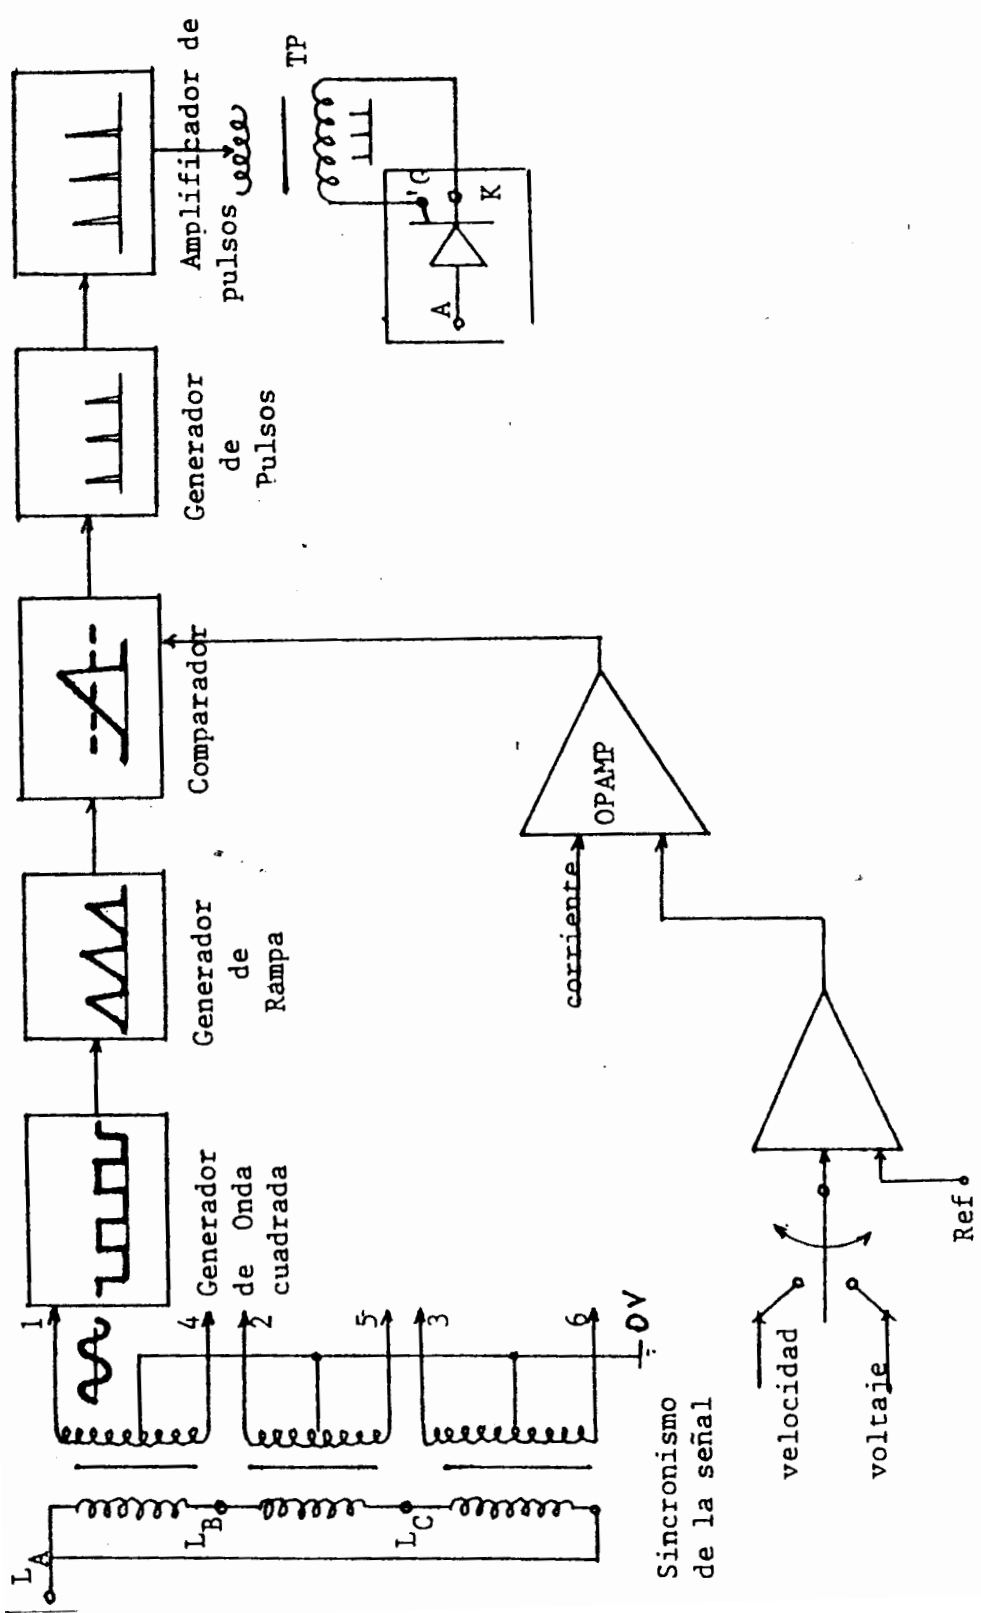 L
A
L
B
L
C
1
4
2
5
3
6
0V
Sincronismo
de la señal
Generador
de Onda
cuadrada
Generador
de
Rampa
Comparador
Generador
de
Pulsos
Amplificador de
pulsos
TP
G
K
A
corriente
OPAMP
velocidad
voltaje
Ref